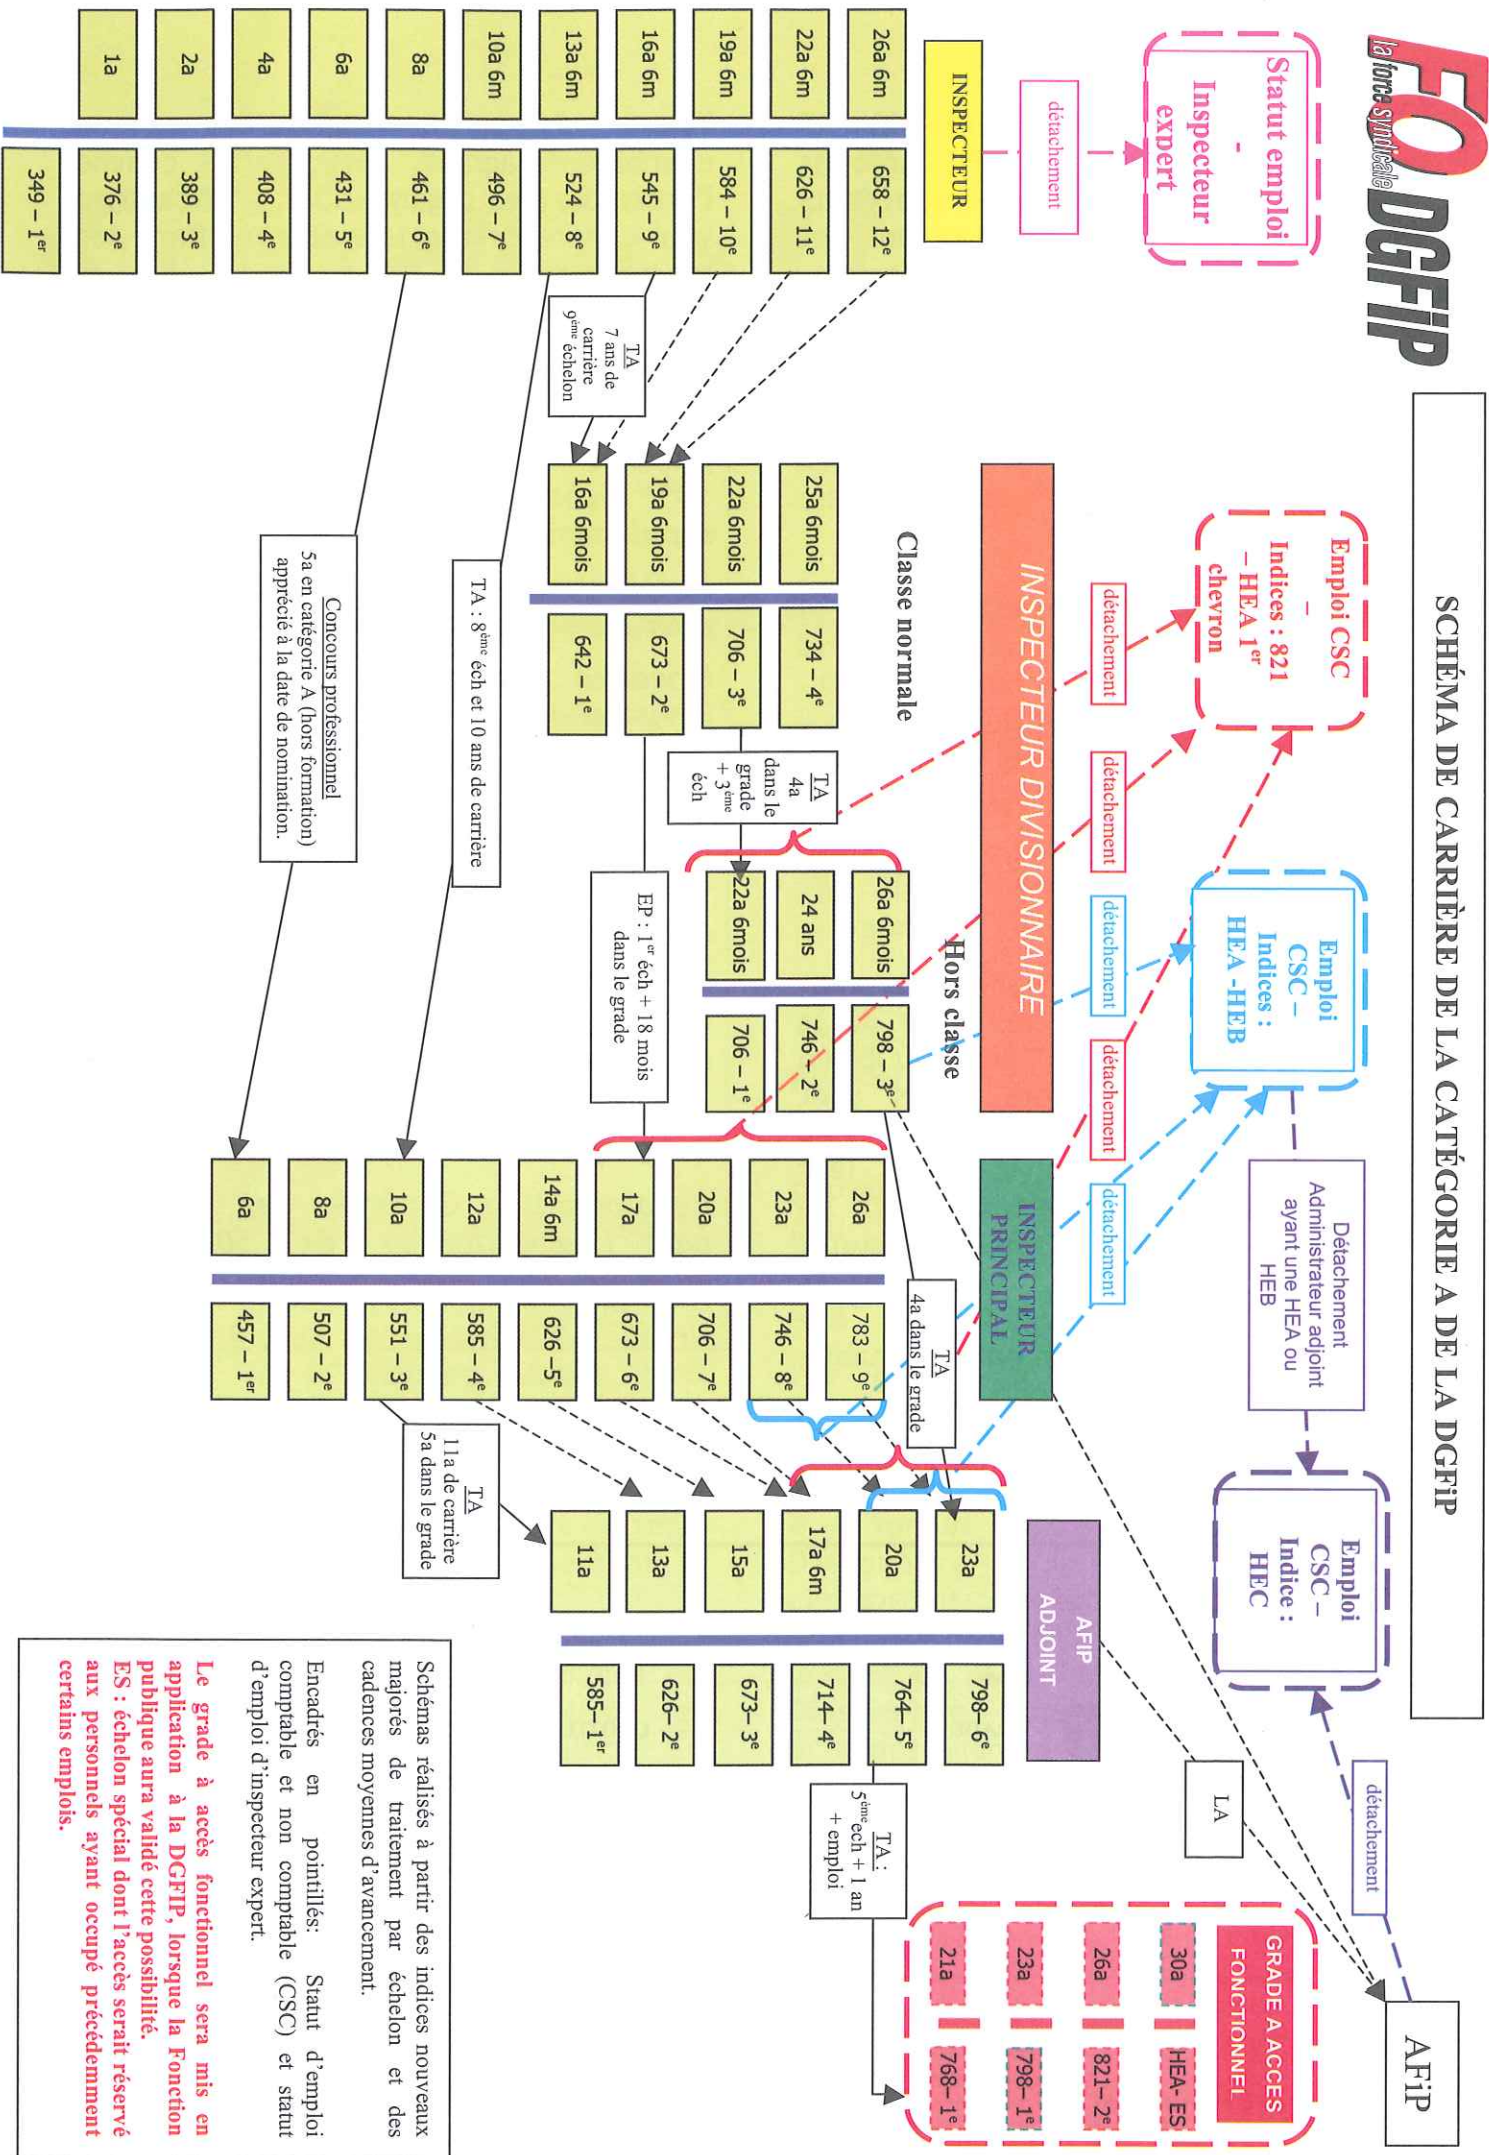 FO DGFiP
la force syndicale
SCHÉMA DE CARRIÈRE DE LA CATÉGORIE A DE LA DGFiP
Statut emploi
-
Inspecteur
expert
détachement
INSPECTEUR
26a 6m
658 – 12e
22a 6m
626 – 11e
19a 6m
584 – 10e
16a 6m
545 – 9e
13a 6m
524 – 8e
10a 6m
496 – 7e
8a
461 – 6e
6a
431 – 5e
4a
408 – 4e
2a
389 – 3e
1a
376 – 2e
349 – 1er
TA
7 ans de
carrière
9ème échelon
TA : 8ème éch et 10 ans de carrière
Concours professionnel
5a en catégorie A (hors formation)
apprécié à la date de nomination.
Emploi CSC
–
Indices : 821
– HEA 1er
chevron
détachement
détachement
détachement
détachement
détachement
INSPECTEUR DIVISIONNAIRE
Classe normale
25a 6mois
734 – 4e
22a 6mois
706 – 3e
19a 6mois
673 – 2e
16a 6mois
642 – 1e
TA
4a
dans le
grade
+ 3ème
éch
Hors classe
26a 6mois
798 – 3e
24 ans
746 – 2e
22a 6mois
706 – 1e
EP : 1er éch + 18 mois
dans le grade
Emploi
CSC –
Indices :
HEA -HEB
Détachement
Administrateur adjoint
ayant une HEA ou
HEB
INSPECTEUR
PRINCIPAL
26a
783 – 9e
23a
746 – 8e
20a
706 – 7e
17a
673 – 6e
14a 6m
626 –5e
12a
585 – 4e
10a
551 – 3e
8a
507 – 2e
6a
457 – 1er
TA
4a dans le grade
TA
11a de carrière
5a dans le grade
Emploi
CSC –
Indice :
HEC
AFIP
ADJOINT
23a
798– 6e
20a
764– 5e
17a 6m
714– 4e
15a
673– 3e
13a
626– 2e
11a
585– 1er
LA
détachement
AFiP
TA :
5ème ech + 1 an
+ emploi
GRADE A ACCES
FONCTIONNEL
30a
HEA- ES
26a
821– 2e
23a
798– 1e
21a
768– 1e
Schémas réalisés à partir des indices nouveaux
majorés de traitement par échelon et des
cadences moyennes d'avancement.
Encadrés en pointillés: Statut d'emploi
comptable et non comptable (CSC) et statut
d'emploi d'inspecteur expert.
Le grade à accès fonctionnel sera mis en
application à la DGFIP, lorsque la Fonction
publique aura validé cette possibilité.
ES : échelon spécial dont l'accès serait réservé
aux personnels ayant occupé précédemment
certains emplois.